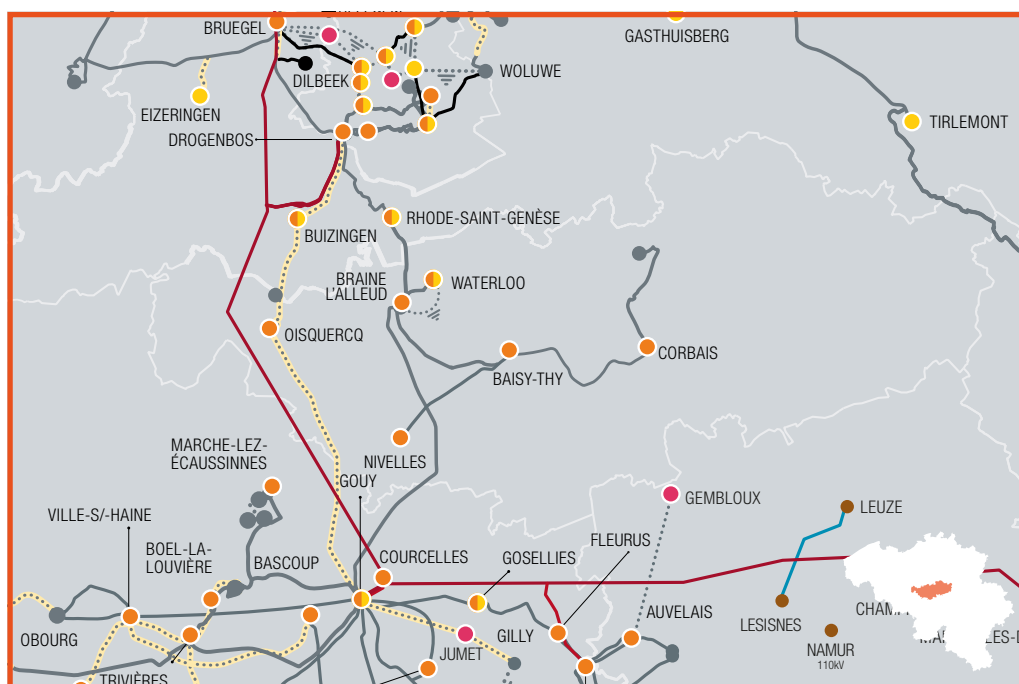 BRUEGEL
GASTHUISBERG
DILBEEK
WOLUWE
EIZERINGEN
TIRLEMONT
DROGENBOS
BUIZINGEN
RHODE-SAINT-GENÈSE
BRAINE
L'ALLEUD
WATERLOO
OISQUERCQ
CORBAIS
BAISY-THY
MARCHE-LEZ-
ÉCAUSSINNES
NIVELLES
GOUY
GEMBLOUX
LEUZE
VILLE-S/-HAINE
FLEURUS
BOEL-LA-
LOUVIÈRE
BASCOUP
COURCELLES
GOSELLIES
AUVELAIS
LESISNES
CHAMP
OBOURG
GILLY
JUMET
NAMUR
110kV
TRIVIÈRES